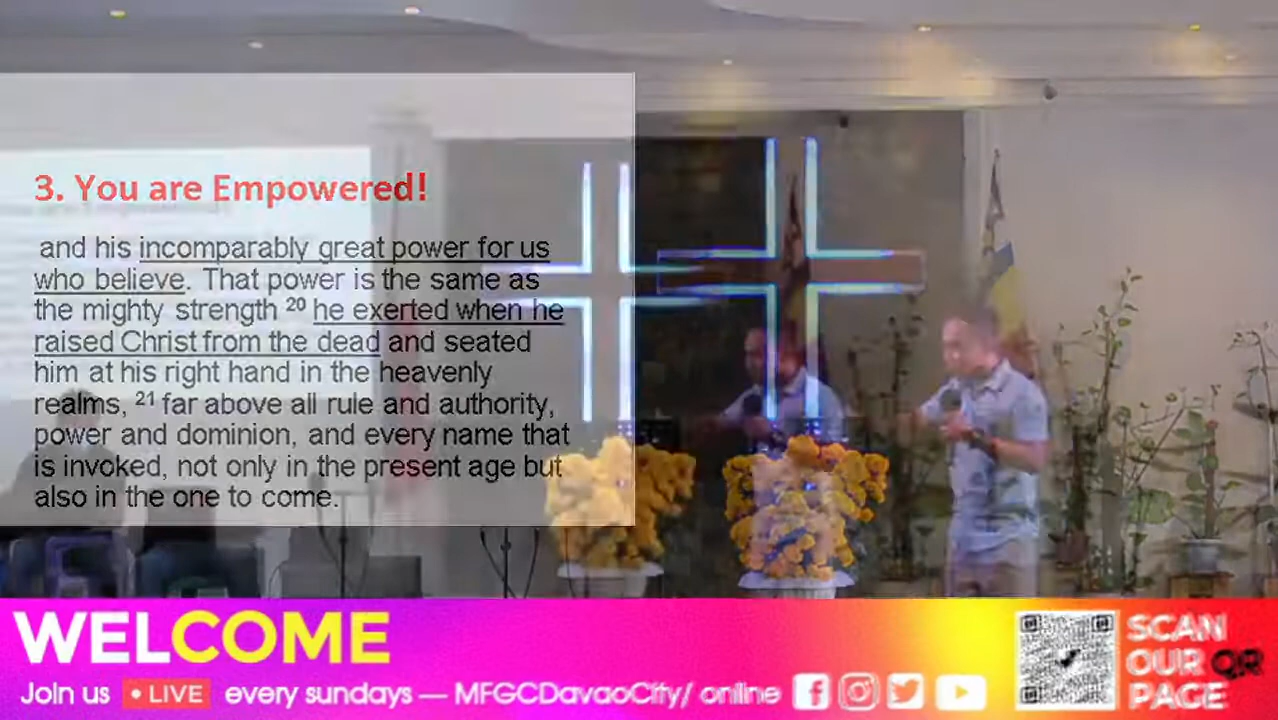 3. You are Empowered!
and his incomparably great power for us
who believe. That power is the same as
the mighty strength ²⁰ he exerted when he
raised Christ from the dead and seated
him at his right hand in the heavenly
realms, ²¹ far above all rule and authority,
power and dominion, and every name that
is invoked, not only in the present age but
also in the one to come.
WELCOME
Join us • LIVE every sundays — MFGCDavaoCity/ online
SCAN
OUR QR
PAGE